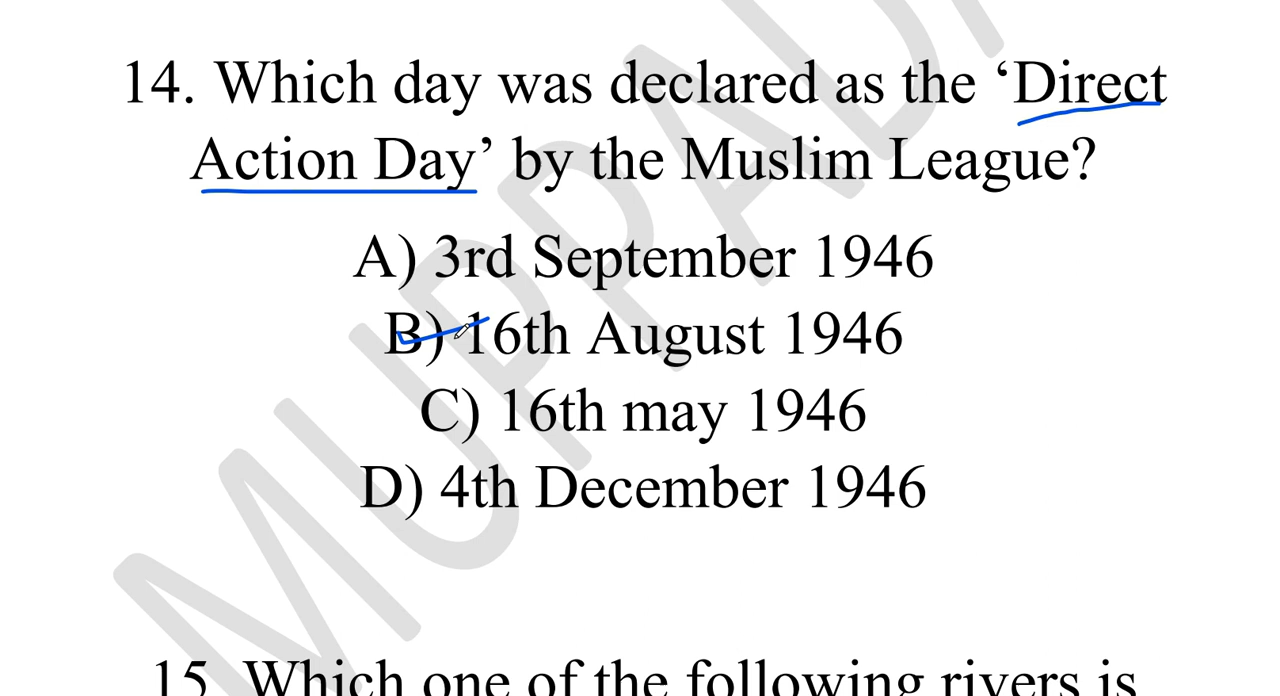 14. Which day was declared as the ‘Direct
Action Day’ by the Muslim League?
A) 3rd September 1946
B) 16th August 1946
C) 16th may 1946
D) 4th December 1946
15. Which one of the following rivers is
MUPPADA